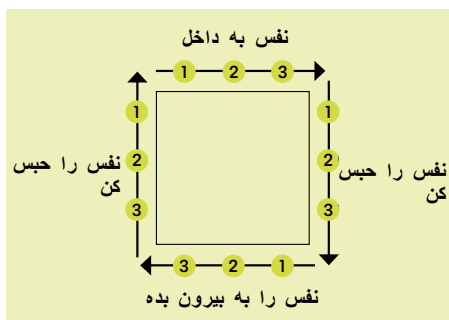 نفس به داخل
1 2 3
1
2
3
نفس را حبس
کن
3 2 1
نفس را به بیرون بده
1
2
3
نفس را حبس
کن